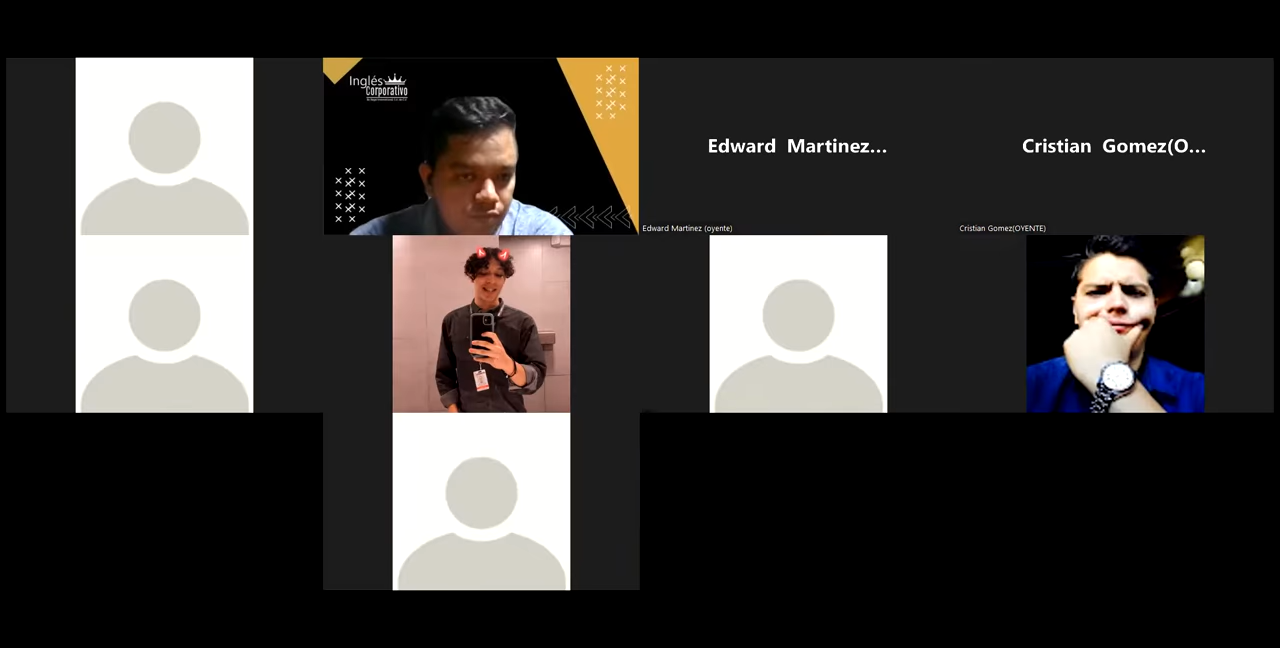 Inglés
Corporativo
Edward Martinez...
Cristian Gomez(O...
Edward Martinez (oyente)
Cristian Gomez(OYENTE)